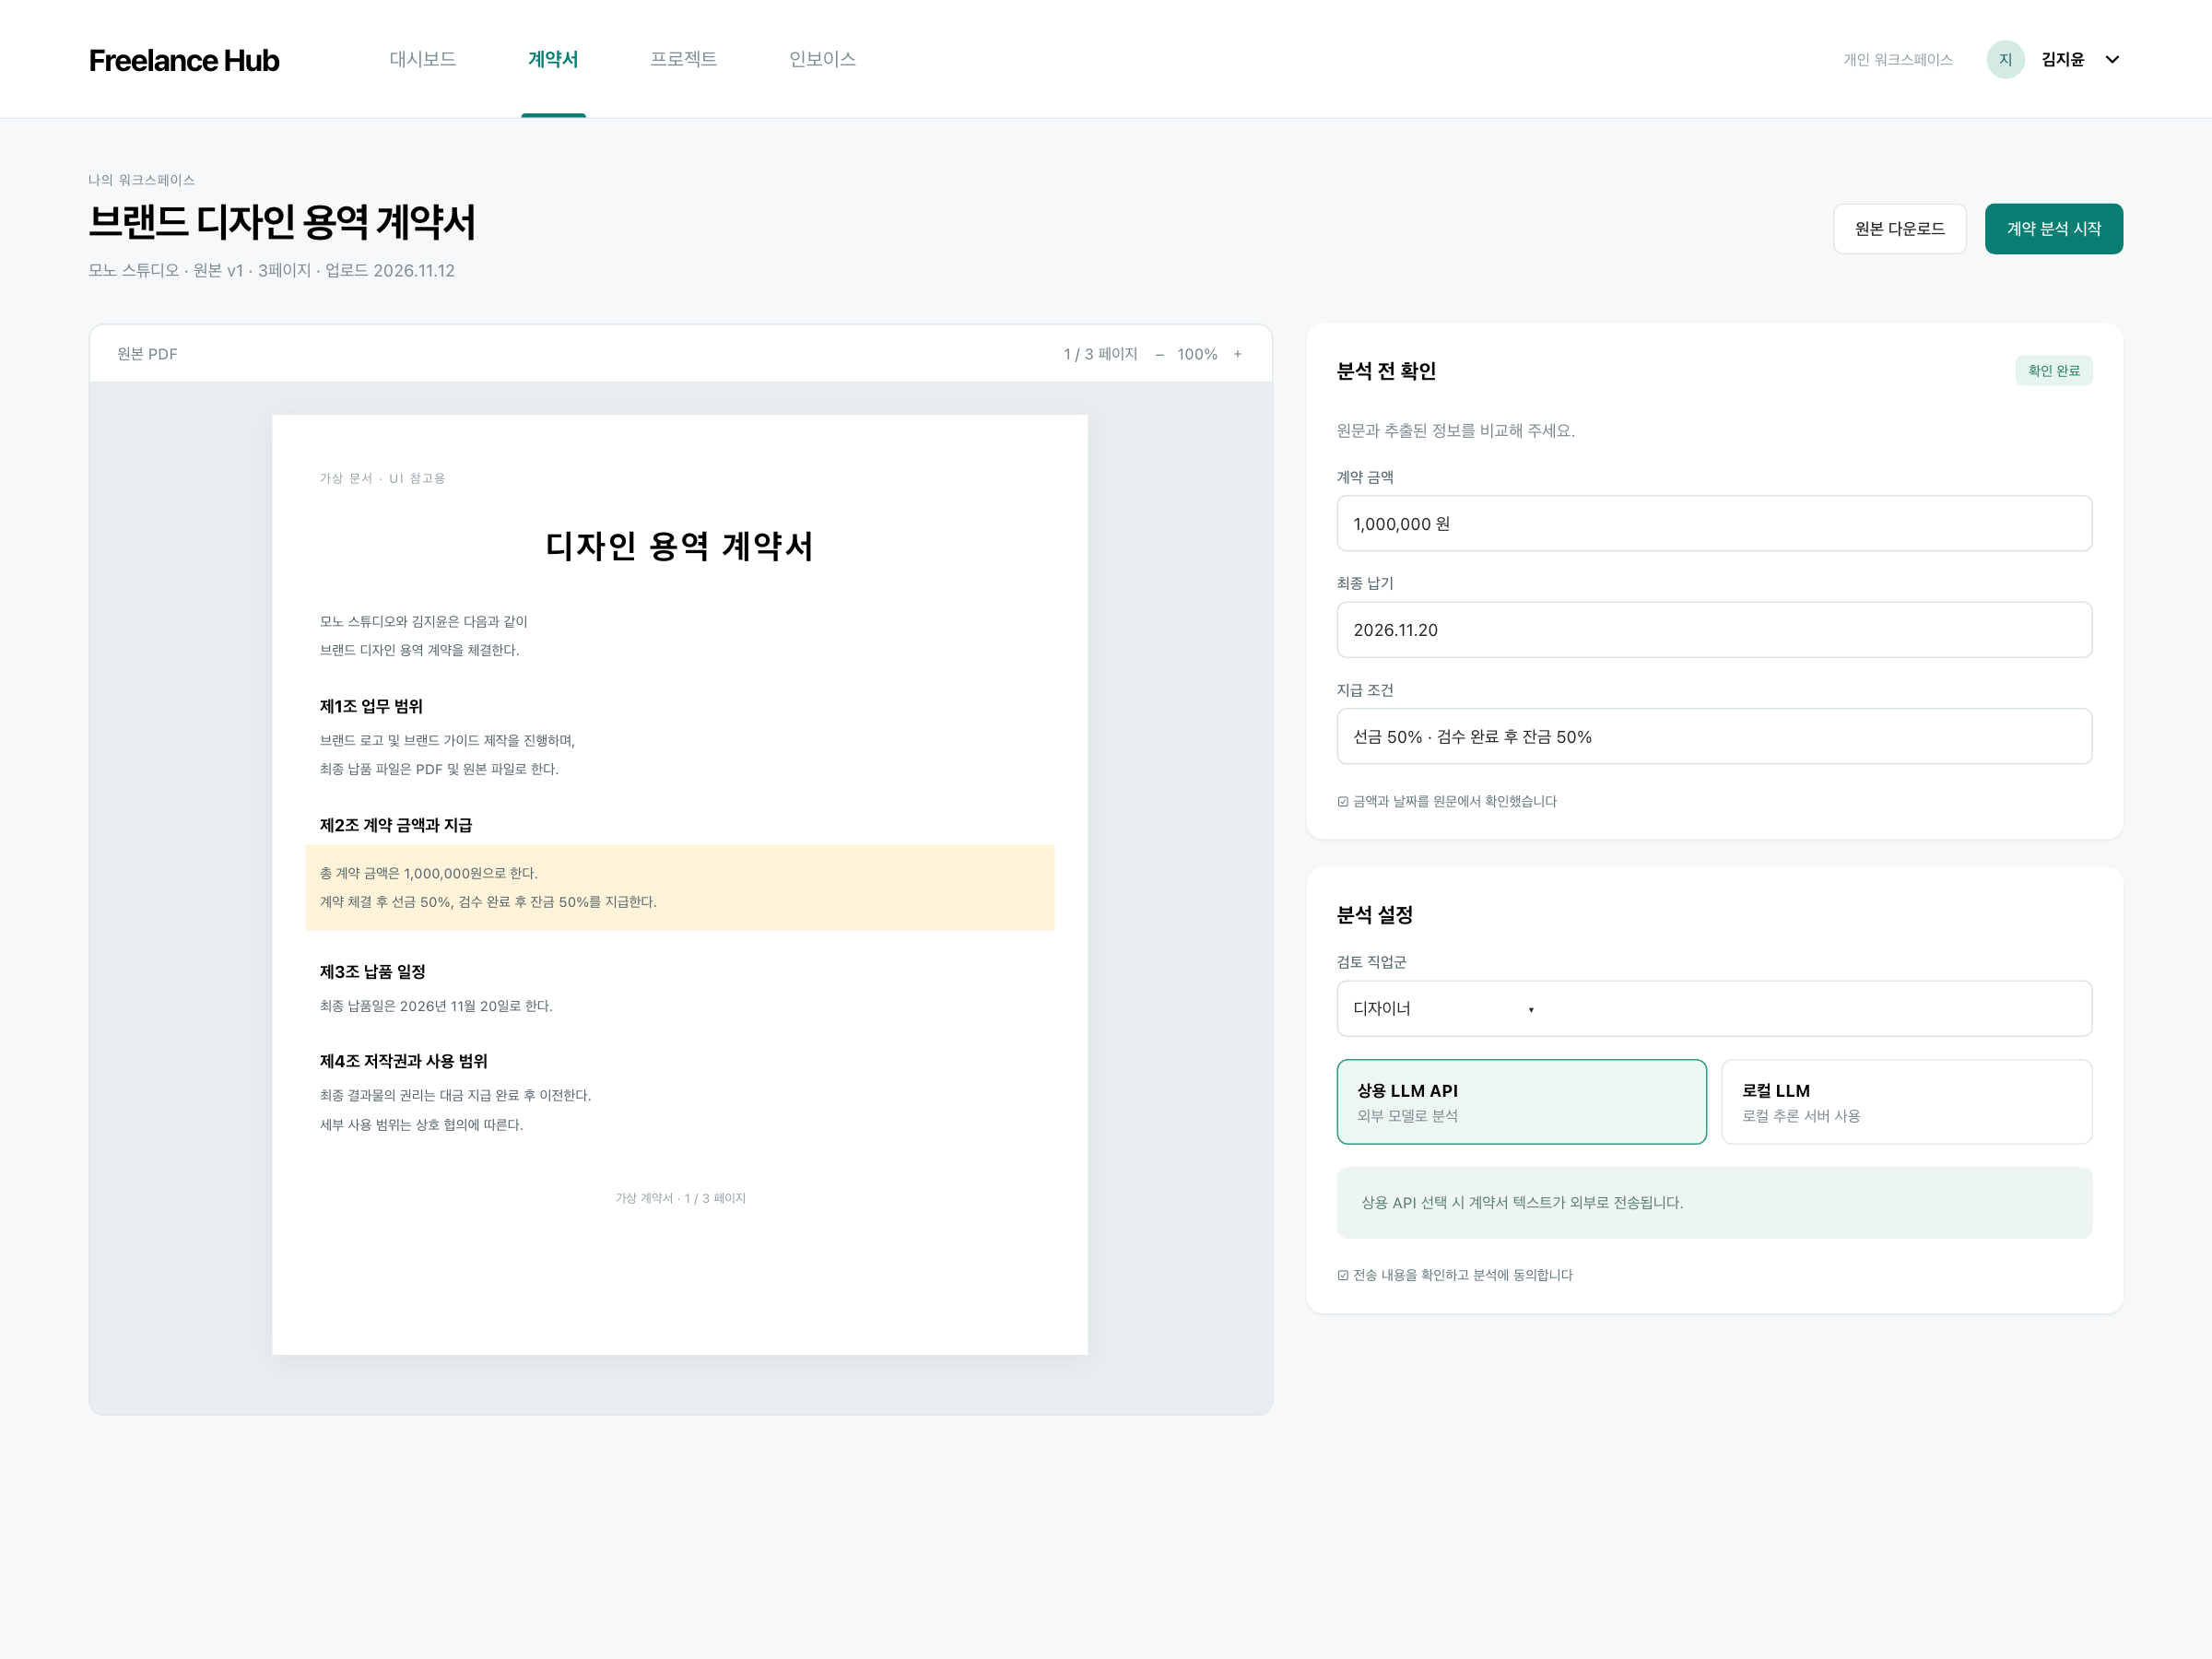 Freelance Hub
대시보드
계약서
프로젝트
인보이스
개인 워크스페이스
지
김지윤
나의 워크스페이스
브랜드 디자인 용역 계약서
모노 스튜디오 · 원본 v1 · 3페이지 · 업로드 2026.11.12
원본 다운로드
계약 분석 시작
원본 PDF
1 / 3 페이지 – 100% +
가상 문서 · UI 참고용
디자인 용역 계약서
모노 스튜디오와 김지윤은 다음과 같이
브랜드 디자인 용역 계약을 체결한다.
제1조 업무 범위
브랜드 로고 및 브랜드 가이드 제작을 진행하며,
최종 납품 파일은 PDF 및 원본 파일로 한다.
제2조 계약 금액과 지급
총 계약 금액은 1,000,000원으로 한다.
계약 체결 후 선금 50%, 검수 완료 후 잔금 50%를 지급한다.
제3조 납품 일정
최종 납품일은 2026년 11월 20일로 한다.
제4조 저작권과 사용 범위
최종 결과물의 권리는 대금 지급 완료 후 이전한다.
세부 사용 범위는 상호 협의에 따른다.
가상 계약서 · 1 / 3 페이지
분석 전 확인
확인 완료
원문과 추출된 정보를 비교해 주세요.
계약 금액
1,000,000 원
최종 납기
2026.11.20
지급 조건
선금 50% · 검수 완료 후 잔금 50%
☑ 금액과 날짜를 원문에서 확인했습니다
분석 설정
검토 직업군
디자이너 ▾
상용 LLM API
외부 모델로 분석
로컬 LLM
로컬 추론 서버 사용
상용 API 선택 시 계약서 텍스트가 외부로 전송됩니다.
☑ 전송 내용을 확인하고 분석에 동의합니다